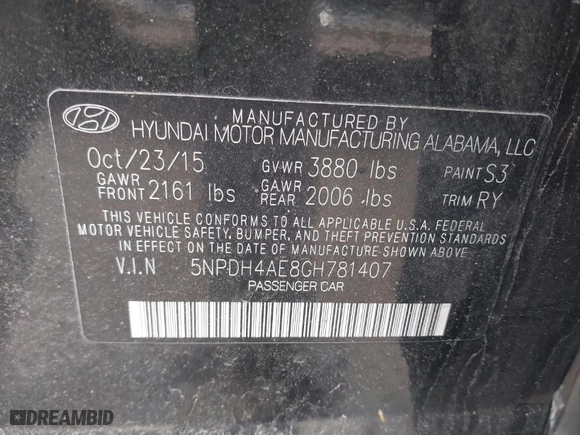 MANUFACTURED BY
HYUNDAI MOTOR MANUFACTURING ALABAMA, LLC
Oct/23/15 GVWR 3880 lbs PAINT S3
GAWR FRONT 2161 lbs GAWR REAR 2006 lbs TRIM RY
THIS VEHICLE CONFORMS TO ALL APPLICABLE U.S.A. FEDERAL
MOTOR VEHICLE SAFETY, BUMPER, AND THEFT PREVENTION STANDARDS
IN EFFECT ON THE DATE OF MANUFACTURE SHOWN ABOVE.
V.I.N 5NPDH4AE8GH781407
PASSENGER CAR
DREAMBID